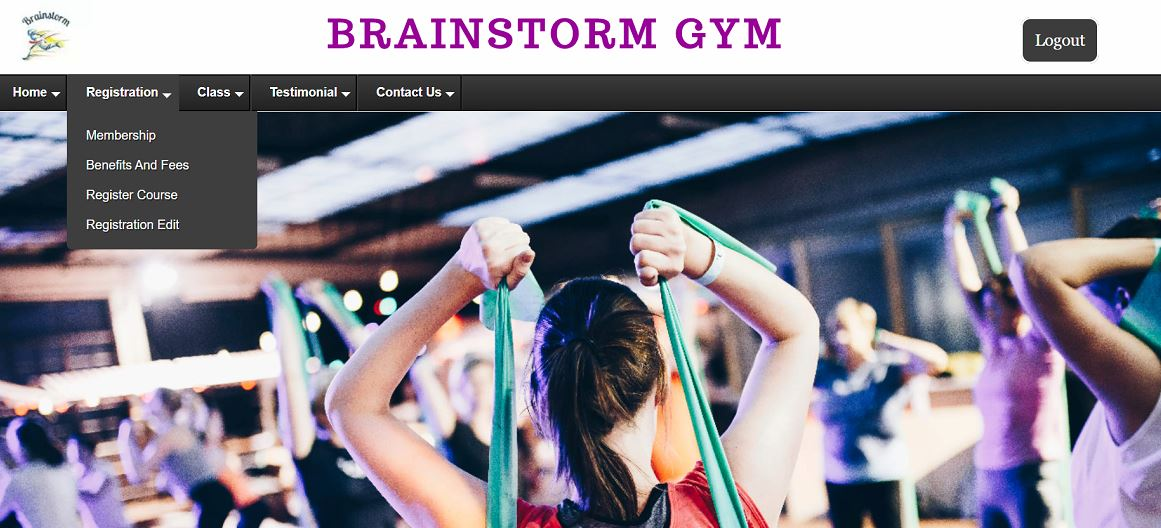 Brainstorm
BRAINSTORM GYM
Logout
Home
Registration
Class
Testimonial
Contact Us
Membership
Benefits And Fees
Register Course
Registration Edit